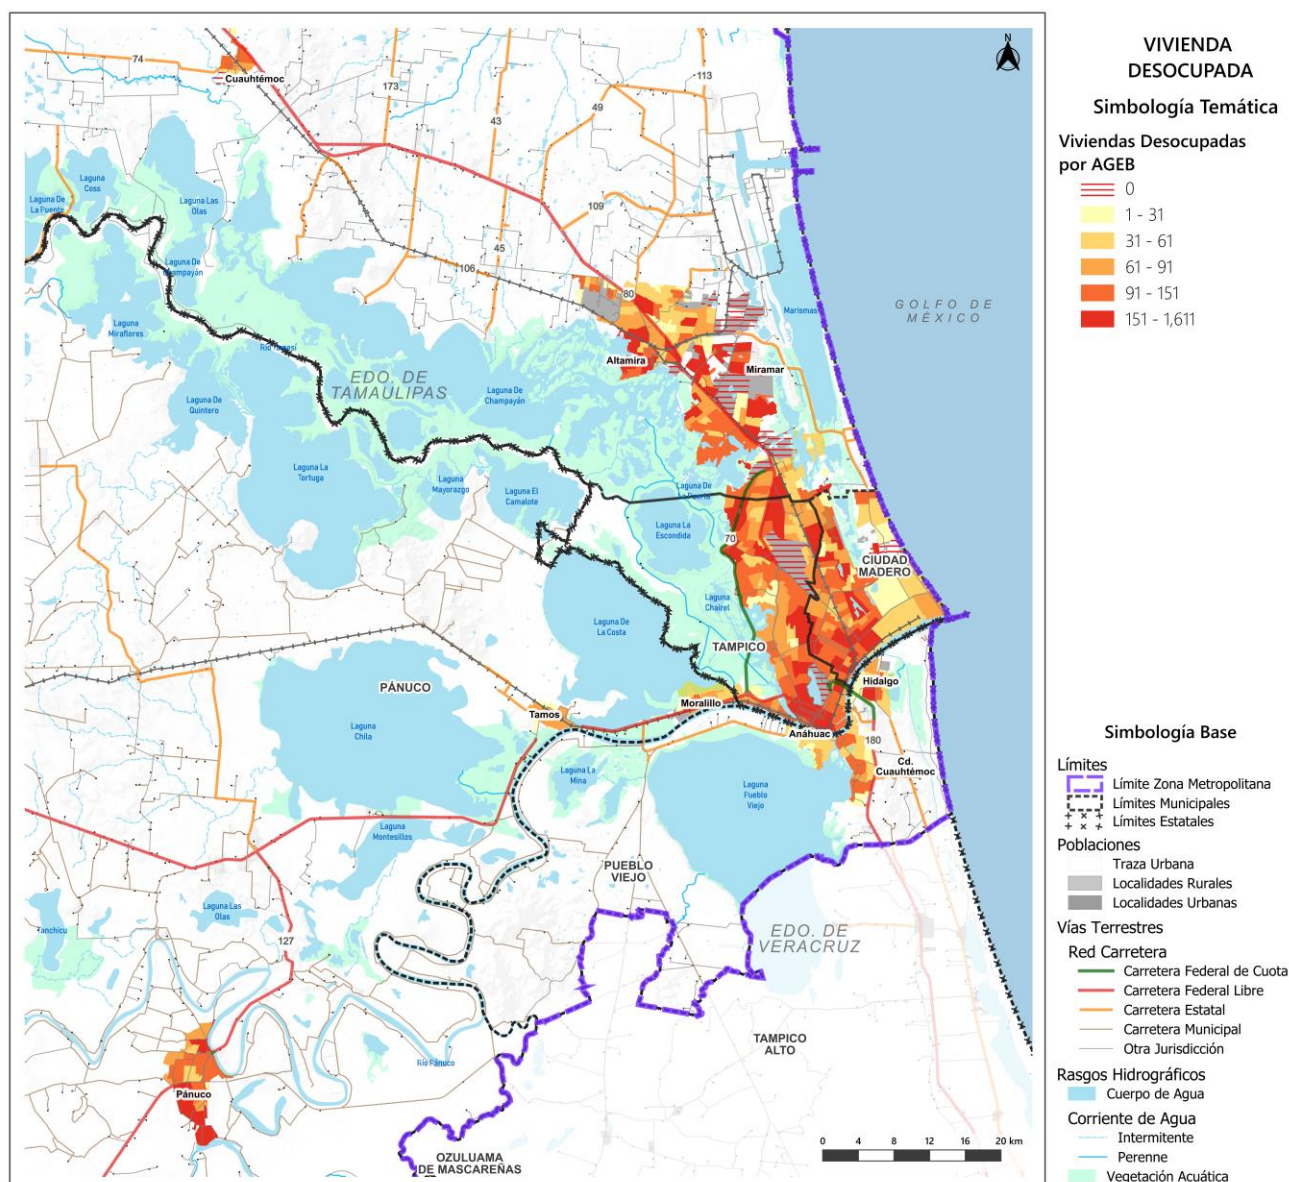 N
74
Cuauhtémoc
173
113
49
43
Laguna
Coss
Laguna De
La Fuente
Laguna Las
Olas
109
Laguna De
Champayán
45
106
80
GOLFO DE
MÉXICO
Marismas
Laguna
Miraflores
Río Tamesí
Altamira
Miramar
EDO. DE
TAMAULIPAS
Laguna De
Champayán
Laguna De
Quintero
Laguna La
Tortuga
Laguna
Mayorazgo
Laguna El
Camalote
Laguna De
La Puerta
Laguna La
Escondida
70
CIUDAD
MADERO
Laguna
Chairel
Laguna De
La Costa
TAMPICO
PÁNUCO
Hidalgo
Moralillo
Tamos
Laguna
Chila
Anáhuac
180
Cd.
Cuauhtémoc
Laguna La
Mina
Laguna
Pueblo
Viejo
Laguna
Montesillos
PUEBLO
VIEJO
Laguna Las
Olas
anchicu
127
EDO. DE
VERACRUZ
TAMPICO
ALTO
Río Pánuco
Pánuco
OZULUAMA
DE MASCAREÑAS
0 4 8 12 16 20 km
VIVIENDA
DESOCUPADA
Simbología Temática
Viviendas Desocupadas
por AGEB
0
1 - 31
31 - 61
61 - 91
91 - 151
151 - 1,611
Simbología Base
Límites
Límite Zona Metropolitana
Límites Municipales
Límites Estatales
Poblaciones
Traza Urbana
Localidades Rurales
Localidades Urbanas
Vías Terrestres
Red Carretera
Carretera Federal de Cuota
Carretera Federal Libre
Carretera Estatal
Carretera Municipal
Otra Jurisdicción
Rasgos Hidrográficos
Cuerpo de Agua
Corriente de Agua
Intermitente
Perenne
Vegetación Acuática